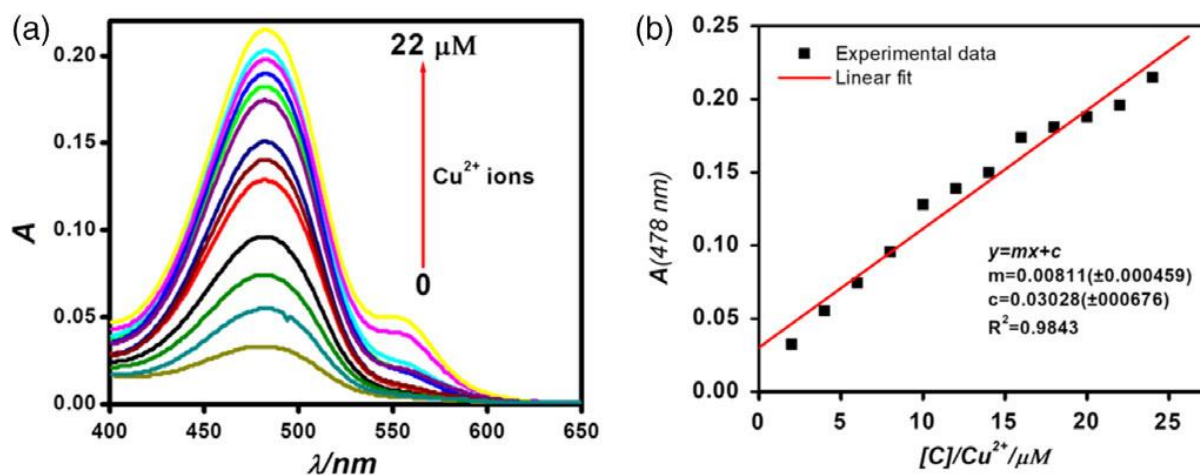 (a)
0.20
0.15
0.10
0.05
0.00
A
22 μM
Cu²⁺ ions
0
400 450 500 550 600 650
λ/nm
(b)
0.25
0.20
0.15
0.10
0.05
0.00
A(478 nm)
Experimental data
Linear fit
y=mx+c
m=0.00811(±0.000459)
c=0.03028(±000676)
R²=0.9843
0 5 10 15 20 25
[C]/Cu²⁺/μM